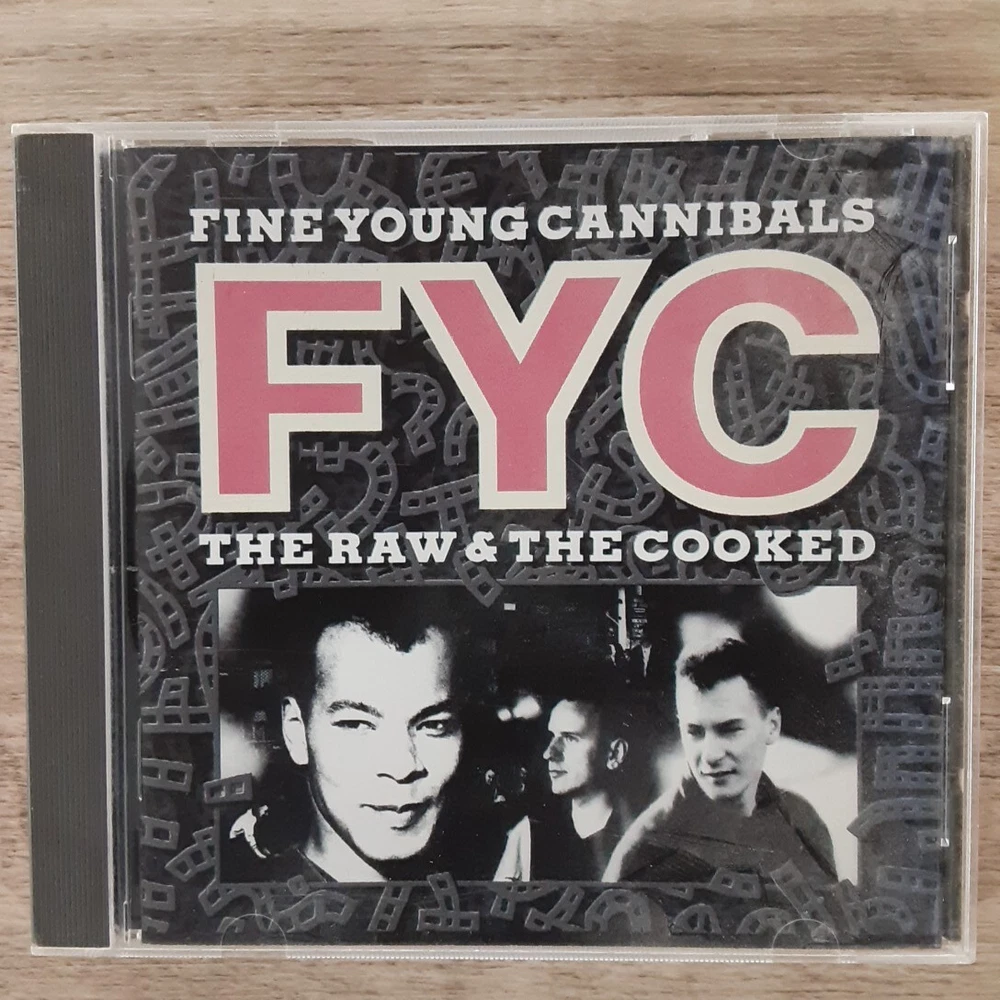 FINE YOUNG CANNIBALS
FYC
THE RAW & THE COOKED